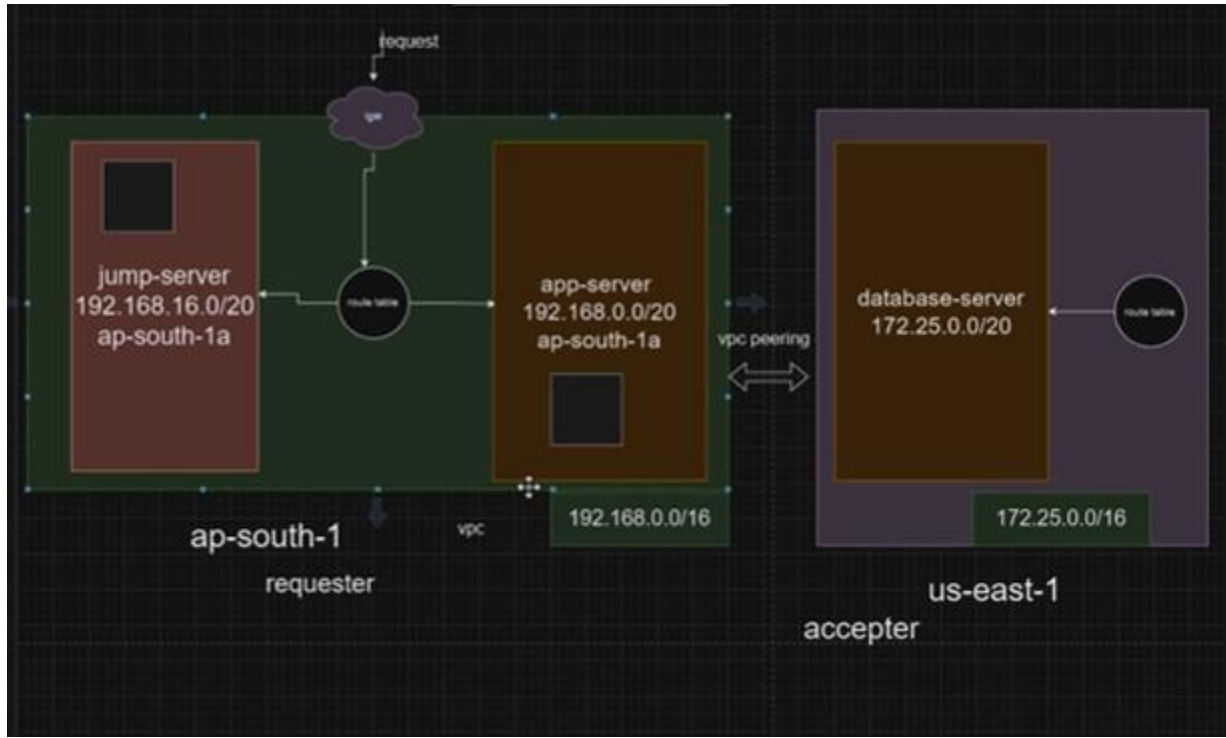 request
igw
jump-server
192.168.16.0/20
ap-south-1a
route table
app-server
192.168.0.0/20
ap-south-1a
vpc peering
database-server
172.25.0.0/20
route table
192.168.0.0/16
172.25.0.0/16
ap-south-1
vpc
requester
us-east-1
accepter